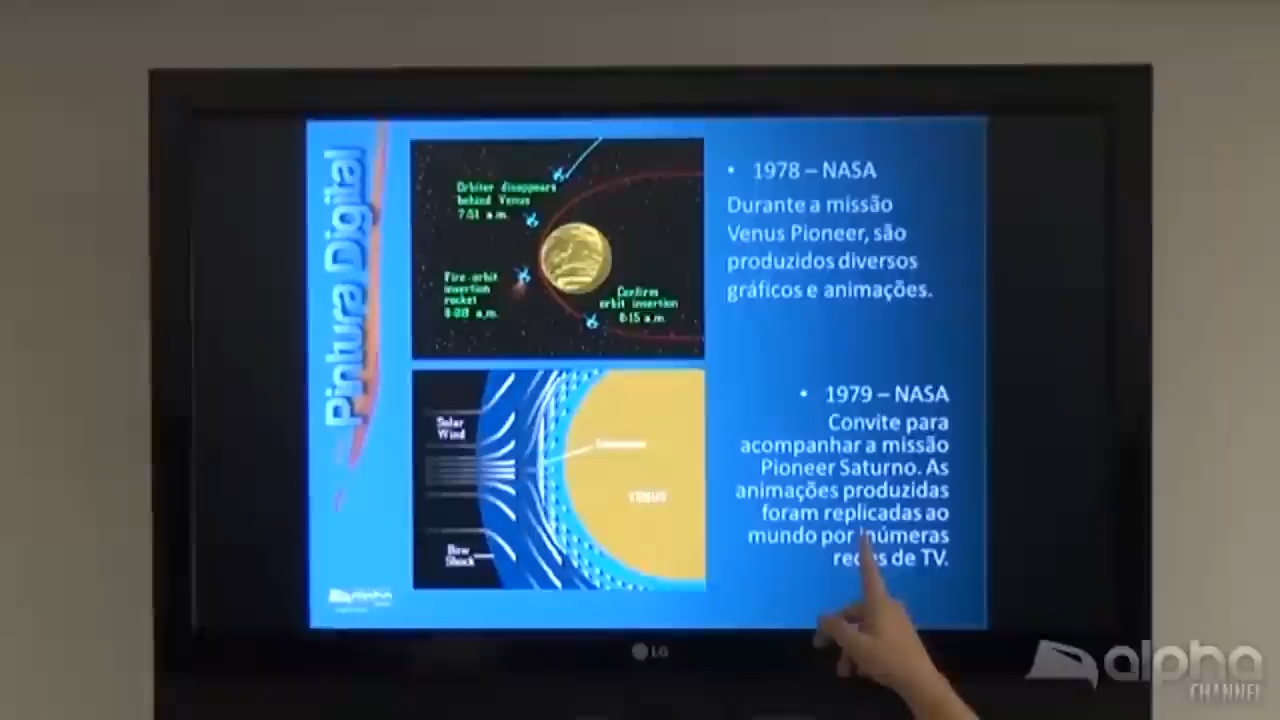 Pintura Digital
Orbiter disappears
behind Venus
7:51 a.m.
Fire orbit
insertion
rocket
8:00 a.m.
Confirm
orbit insertion
8:15 a.m.
• 1978 – NASA
Durante a missão
Venus Pioneer, são
produzidos diversos
gráficos e animações.
Solar
Wind
VENUS
Bow
Shock
• 1979 – NASA
Convite para
acompanhar a missão
Pioneer Saturno. As
animações produzidas
foram replicadas ao
mundo por inúmeras
redes de TV.
alpha
LG
alpha
CHANNEL